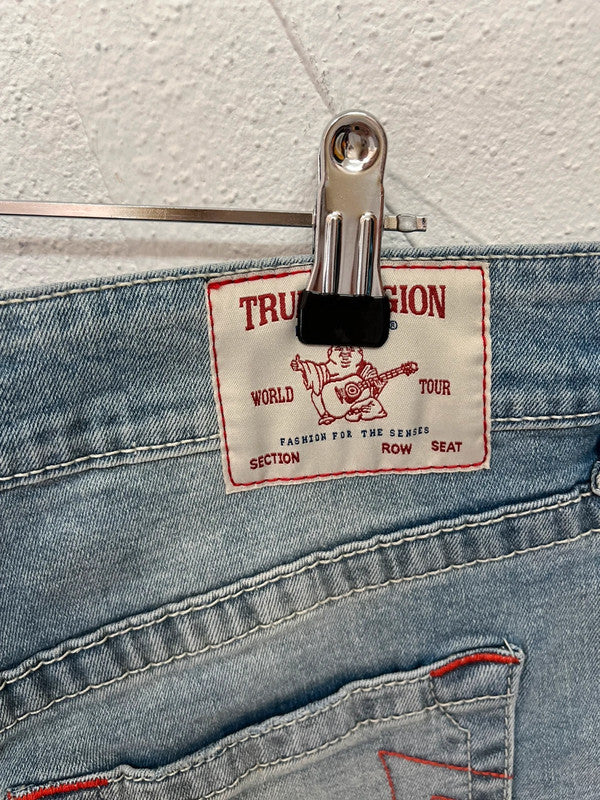 TRU GION
®
WORLD TOUR
FASHION FOR THE SENSES
SECTION ROW SEAT